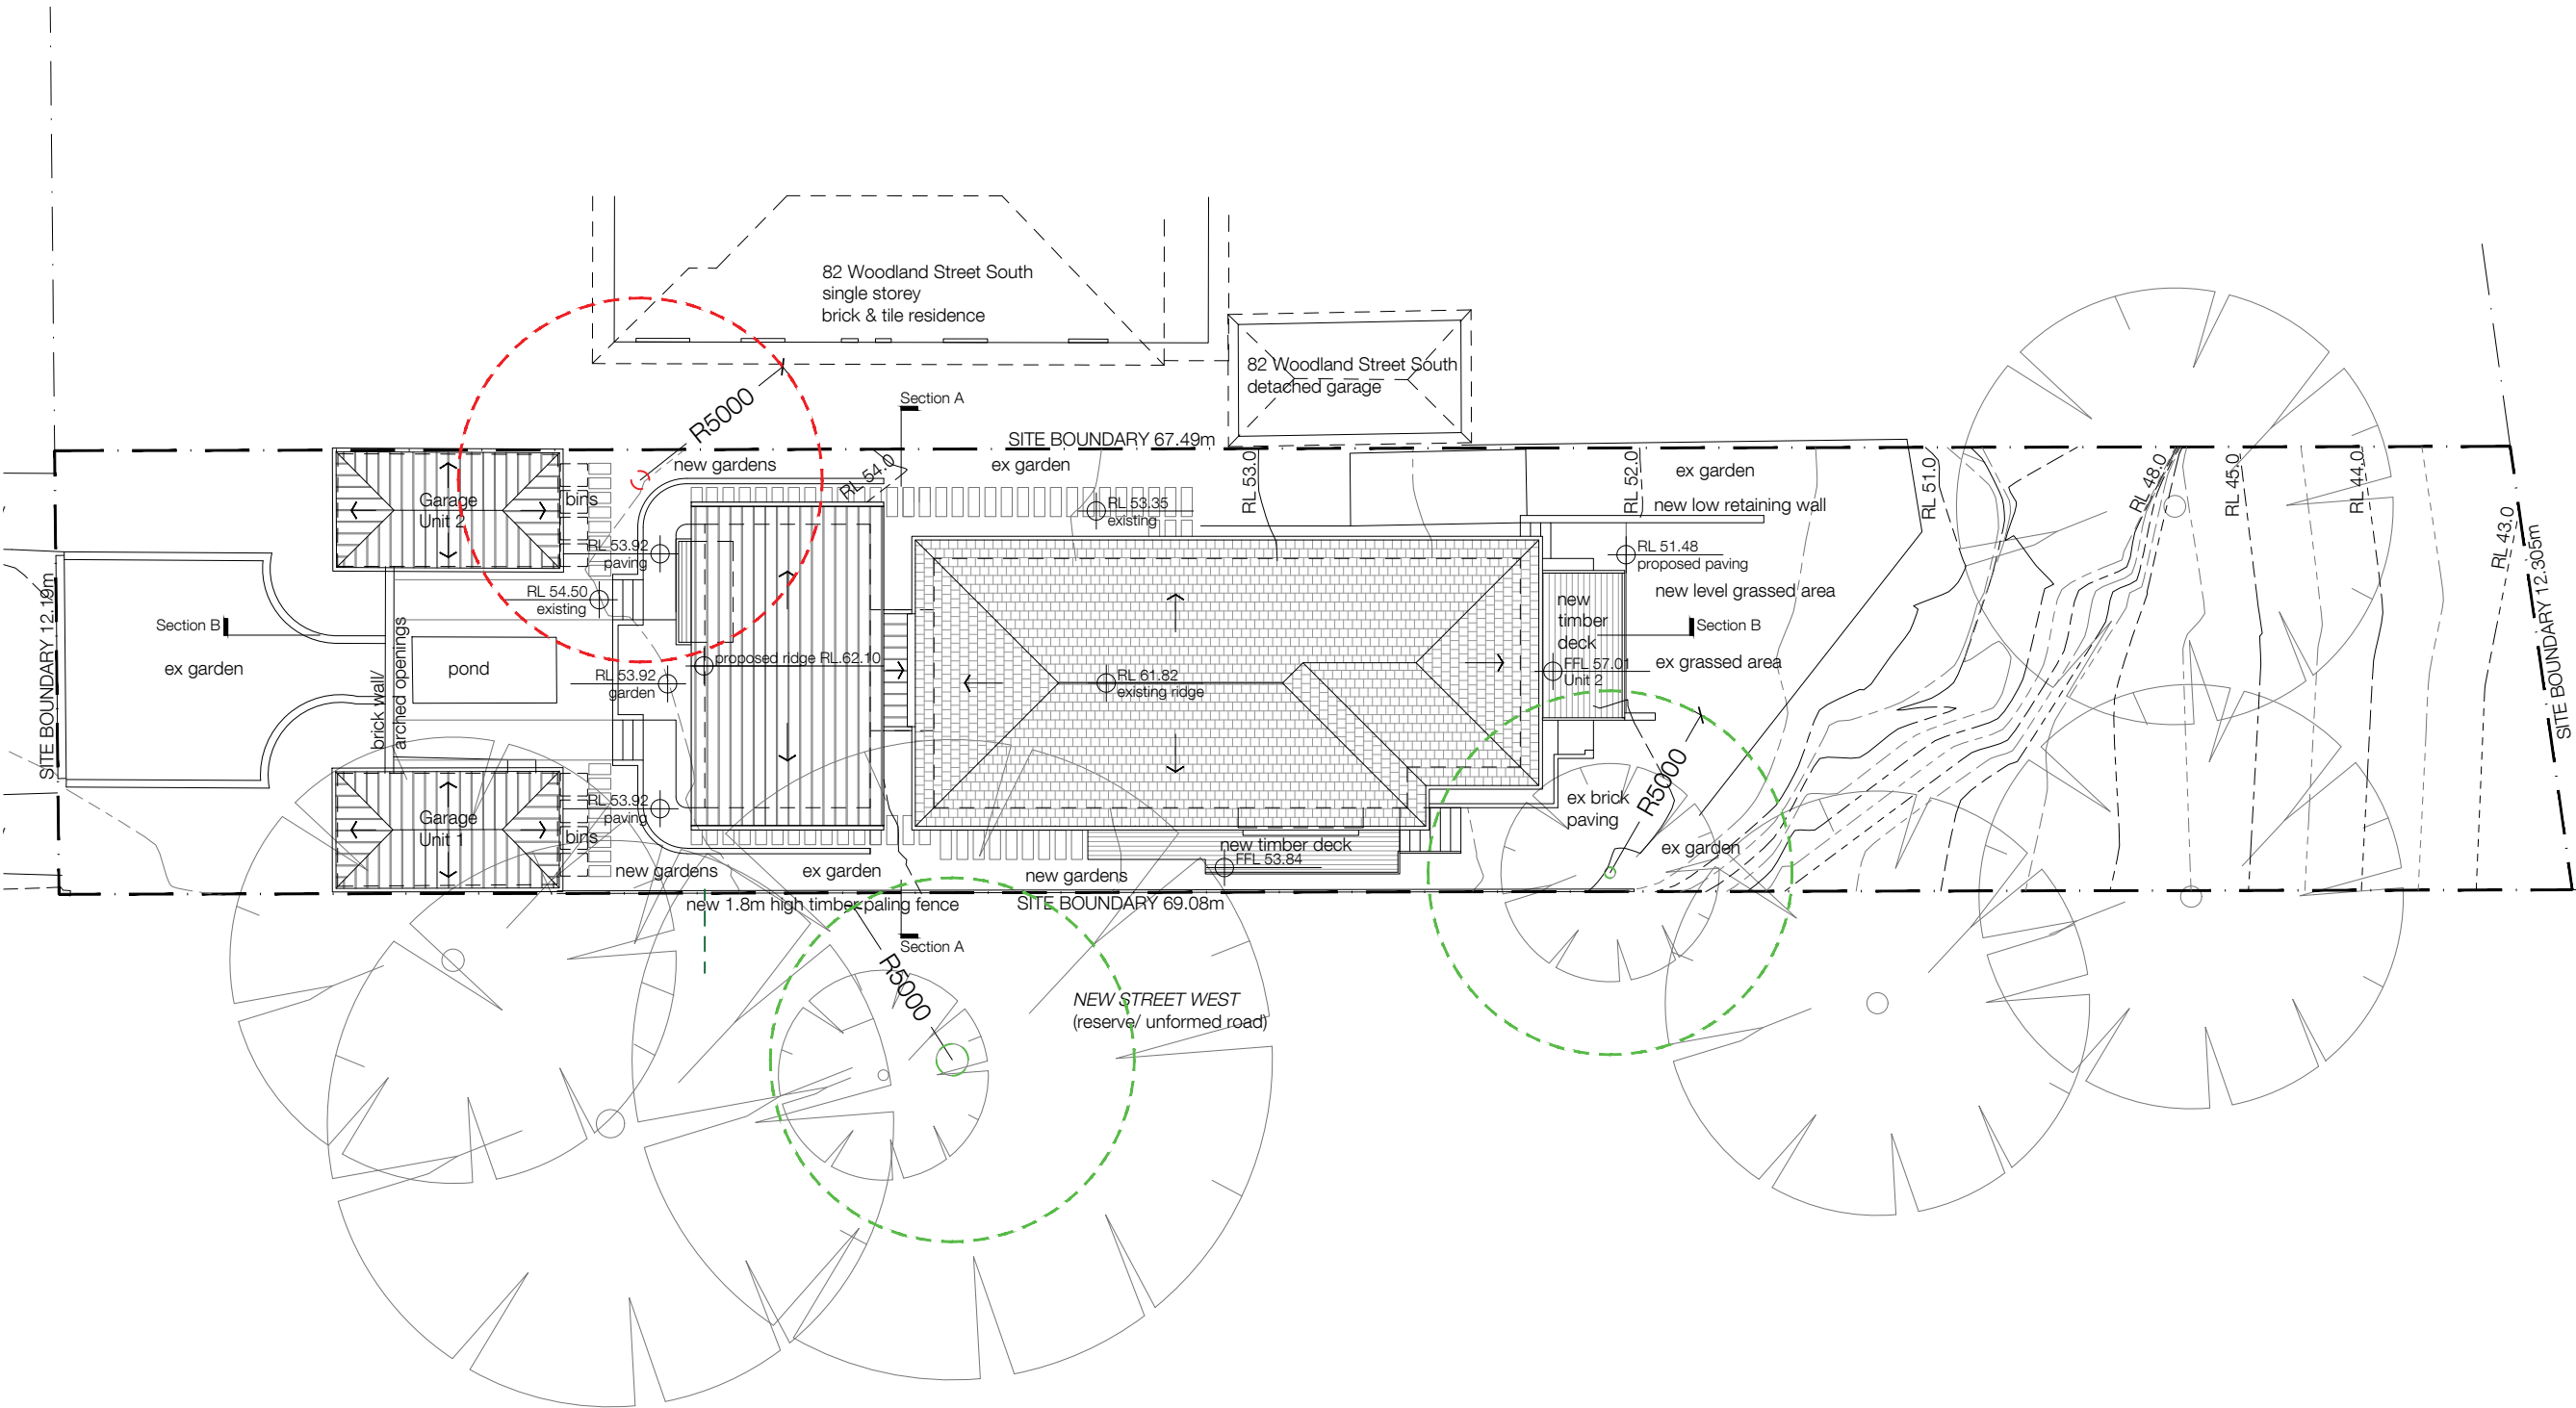 82 Woodland Street South
single storey
brick & tile residence
82 Woodland Street South
detached garage
R5000
Section A
SITE BOUNDARY 67.49m
new gardens
RL 54.0
ex garden
RL 53.0
RL 52.0
ex garden
RL 51.0
RL 48.0
RL 45.0
RL 44.0
RL 43.0
Garage
Unit 2
bins
RL 53.35
existing
new low retaining wall
RL 53.92
paving
RL 51.48
proposed paving
SITE BOUNDARY 12.19m
SITE BOUNDARY 12.305m
RL 54.50
existing
new
timber
deck
new level grassed area
Section B
Section B
ex garden
brick wall/
arched openings
pond
proposed ridge RL.62.10
RL 53.92
garden
RL 61.82
existing ridge
ex grassed area
FFL 57.01
Unit 2
RL 53.92
paving
Garage
Unit 1
bins
R5000
ex brick
paving
new timber deck
FFL 53.84
ex garden
new gardens
ex garden
new gardens
new 1.8m high timber paling fence
SITE BOUNDARY 69.08m
Section A
R5000
NEW STREET WEST
(reserve/ unformed road)